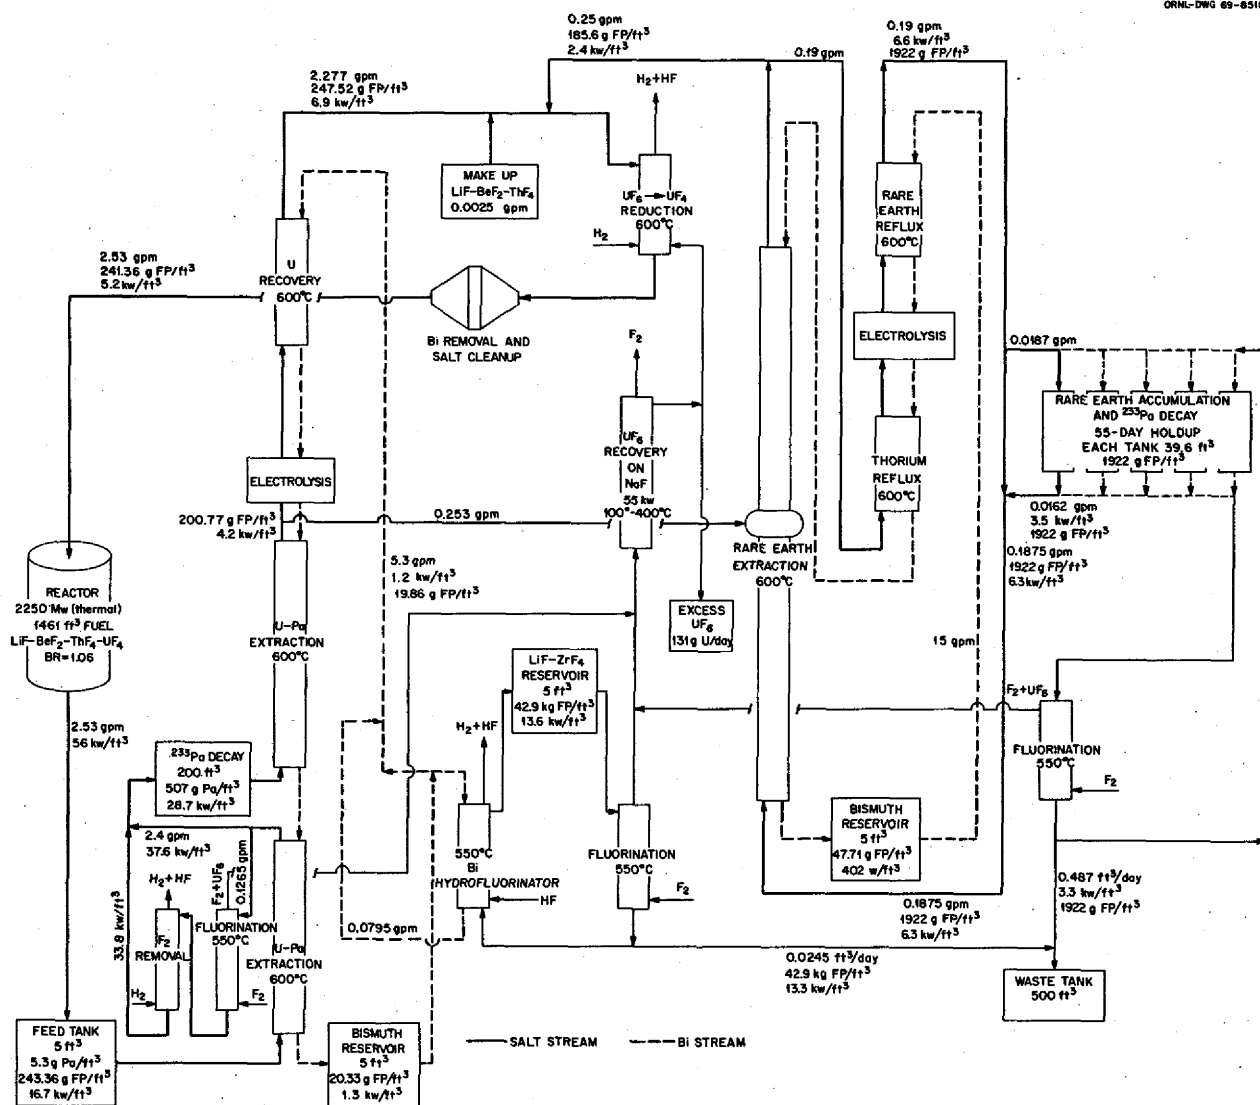 ORNL-DWG 69-8518
0.25 gpm
185.6 g FP/ft³
2.4 kw/ft³
0.19 gpm
0.19 gpm
6.6 kw/ft³
1922 g FP/ft³
2.277 gpm
247.52 g FP/ft³
6.9 kw/ft³
H₂+HF
MAKE UP
LiF-BeF₂-ThF₄
0.0025 gpm
UF₆ → UF₄
REDUCTION
600°C
H₂
RARE
EARTH
REFLUX
600°C
2.53 gpm
241.36 g FP/ft³
5.2 kw/ft³
U
RECOVERY
600°C
Bi REMOVAL AND
SALT CLEANUP
F₂
ELECTROLYSIS
0.0187 gpm
RARE EARTH ACCUMULATION
AND ²³³Pa DECAY
55-DAY HOLDUP
EACH TANK 39.6 ft³
1922 g FP/ft³
UF₆
RECOVERY
ON
NaF
55 kw
100°-400°C
THORIUM
REFLUX
600°C
ELECTROLYSIS
200.77 g FP/ft³
4.2 kw/ft³
0.253 gpm
RARE EARTH
EXTRACTION
600°C
0.0162 gpm
3.5 kw/ft³
1922 g FP/ft³
0.1875 gpm
1922 g FP/ft³
6.3 kw/ft³
5.3 gpm
1.2 kw/ft³
19.86 g FP/ft³
REACTOR
2250 Mw (thermal)
1461 ft³ FUEL
LiF-BeF₂-ThF₄-UF₄
BR=1.06
U-Pa
EXTRACTION
600°C
EXCESS
UF₆
131 g U/day
15 gpm
LiF-ZrF₄
RESERVOIR
5 ft³
42.9 kg FP/ft³
13.6 kw/ft³
F₂+UF₆
2.53 gpm
56 kw/ft³
H₂+HF
²³³Pa DECAY
200 ft³
507 g Pa/ft³
28.7 kw/ft³
FLUORINATION
550°C
F₂
2.4 gpm
37.6 kw/ft³
0.1265 gpm
550°C
Bi
HYDROFLUORINATOR
HF
FLUORINATION
550°C
F₂
BISMUTH
RESERVOIR
5 ft³
47.71 g FP/ft³
402 w/ft³
H₂+HF
F₂+UF₆
33.8 kw/ft³
FLUORINATION
550°C
F₂
REMOVAL
U-Pa
EXTRACTION
600°C
0.0795 gpm
0.487 ft³/day
3.3 kw/ft³
1922 g FP/ft³
0.1875 gpm
1922 g FP/ft³
6.3 kw/ft³
0.0245 ft³/day
42.9 kg FP/ft³
13.3 kw/ft³
H₂
F₂
WASTE TANK
500 ft³
FEED TANK
5 ft³
5.3 g Pa/ft³
243.36 g FP/ft³
16.7 kw/ft³
BISMUTH
RESERVOIR
5 ft³
20.33 g FP/ft³
1.3 kw/ft³
SALT STREAM
Bi STREAM